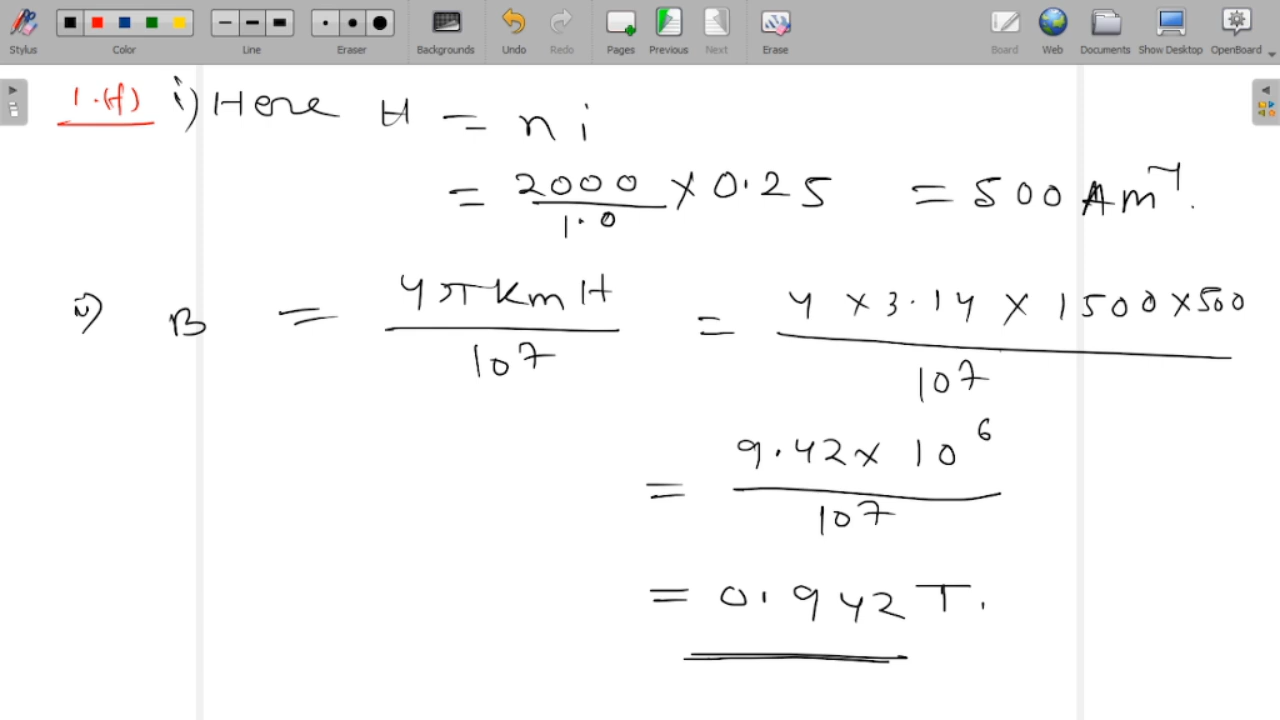 Stylus Color Line Eraser Backgrounds Undo Redo Pages Previous Next Erase Board Web Documents Show Desktop OpenBoard
1.(f) i) Here H = ni
= 2000/1.0 × 0.25 = 500 Am⁻¹.
ii) B = 4π Km H/10⁷ = 4 × 3.14 × 1500 × 500/10⁷
= 9.42 × 10⁶/10⁷
= 0.942 T.